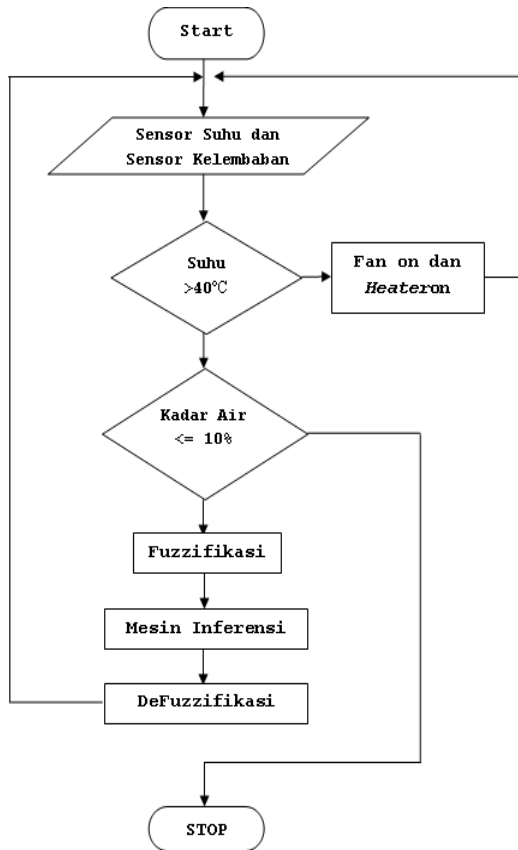 Start
Sensor Suhu dan
Sensor Kelembaban
Suhu
>40℃
Fan on dan
Heateron
Kadar Air
<= 10%
Fuzzifikasi
Mesin Inferensi
DeFuzzifikasi
STOP